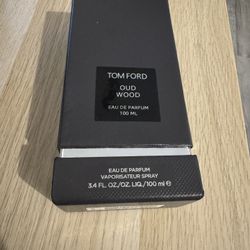 TOM FORD
OUD
WOOD
EAU DE PARFUM
100 ML
EAU DE PARFUM
VAPORISATEUR SPRAY
3.4 FL. OZ./OZ. LIQ./100 ml ℮